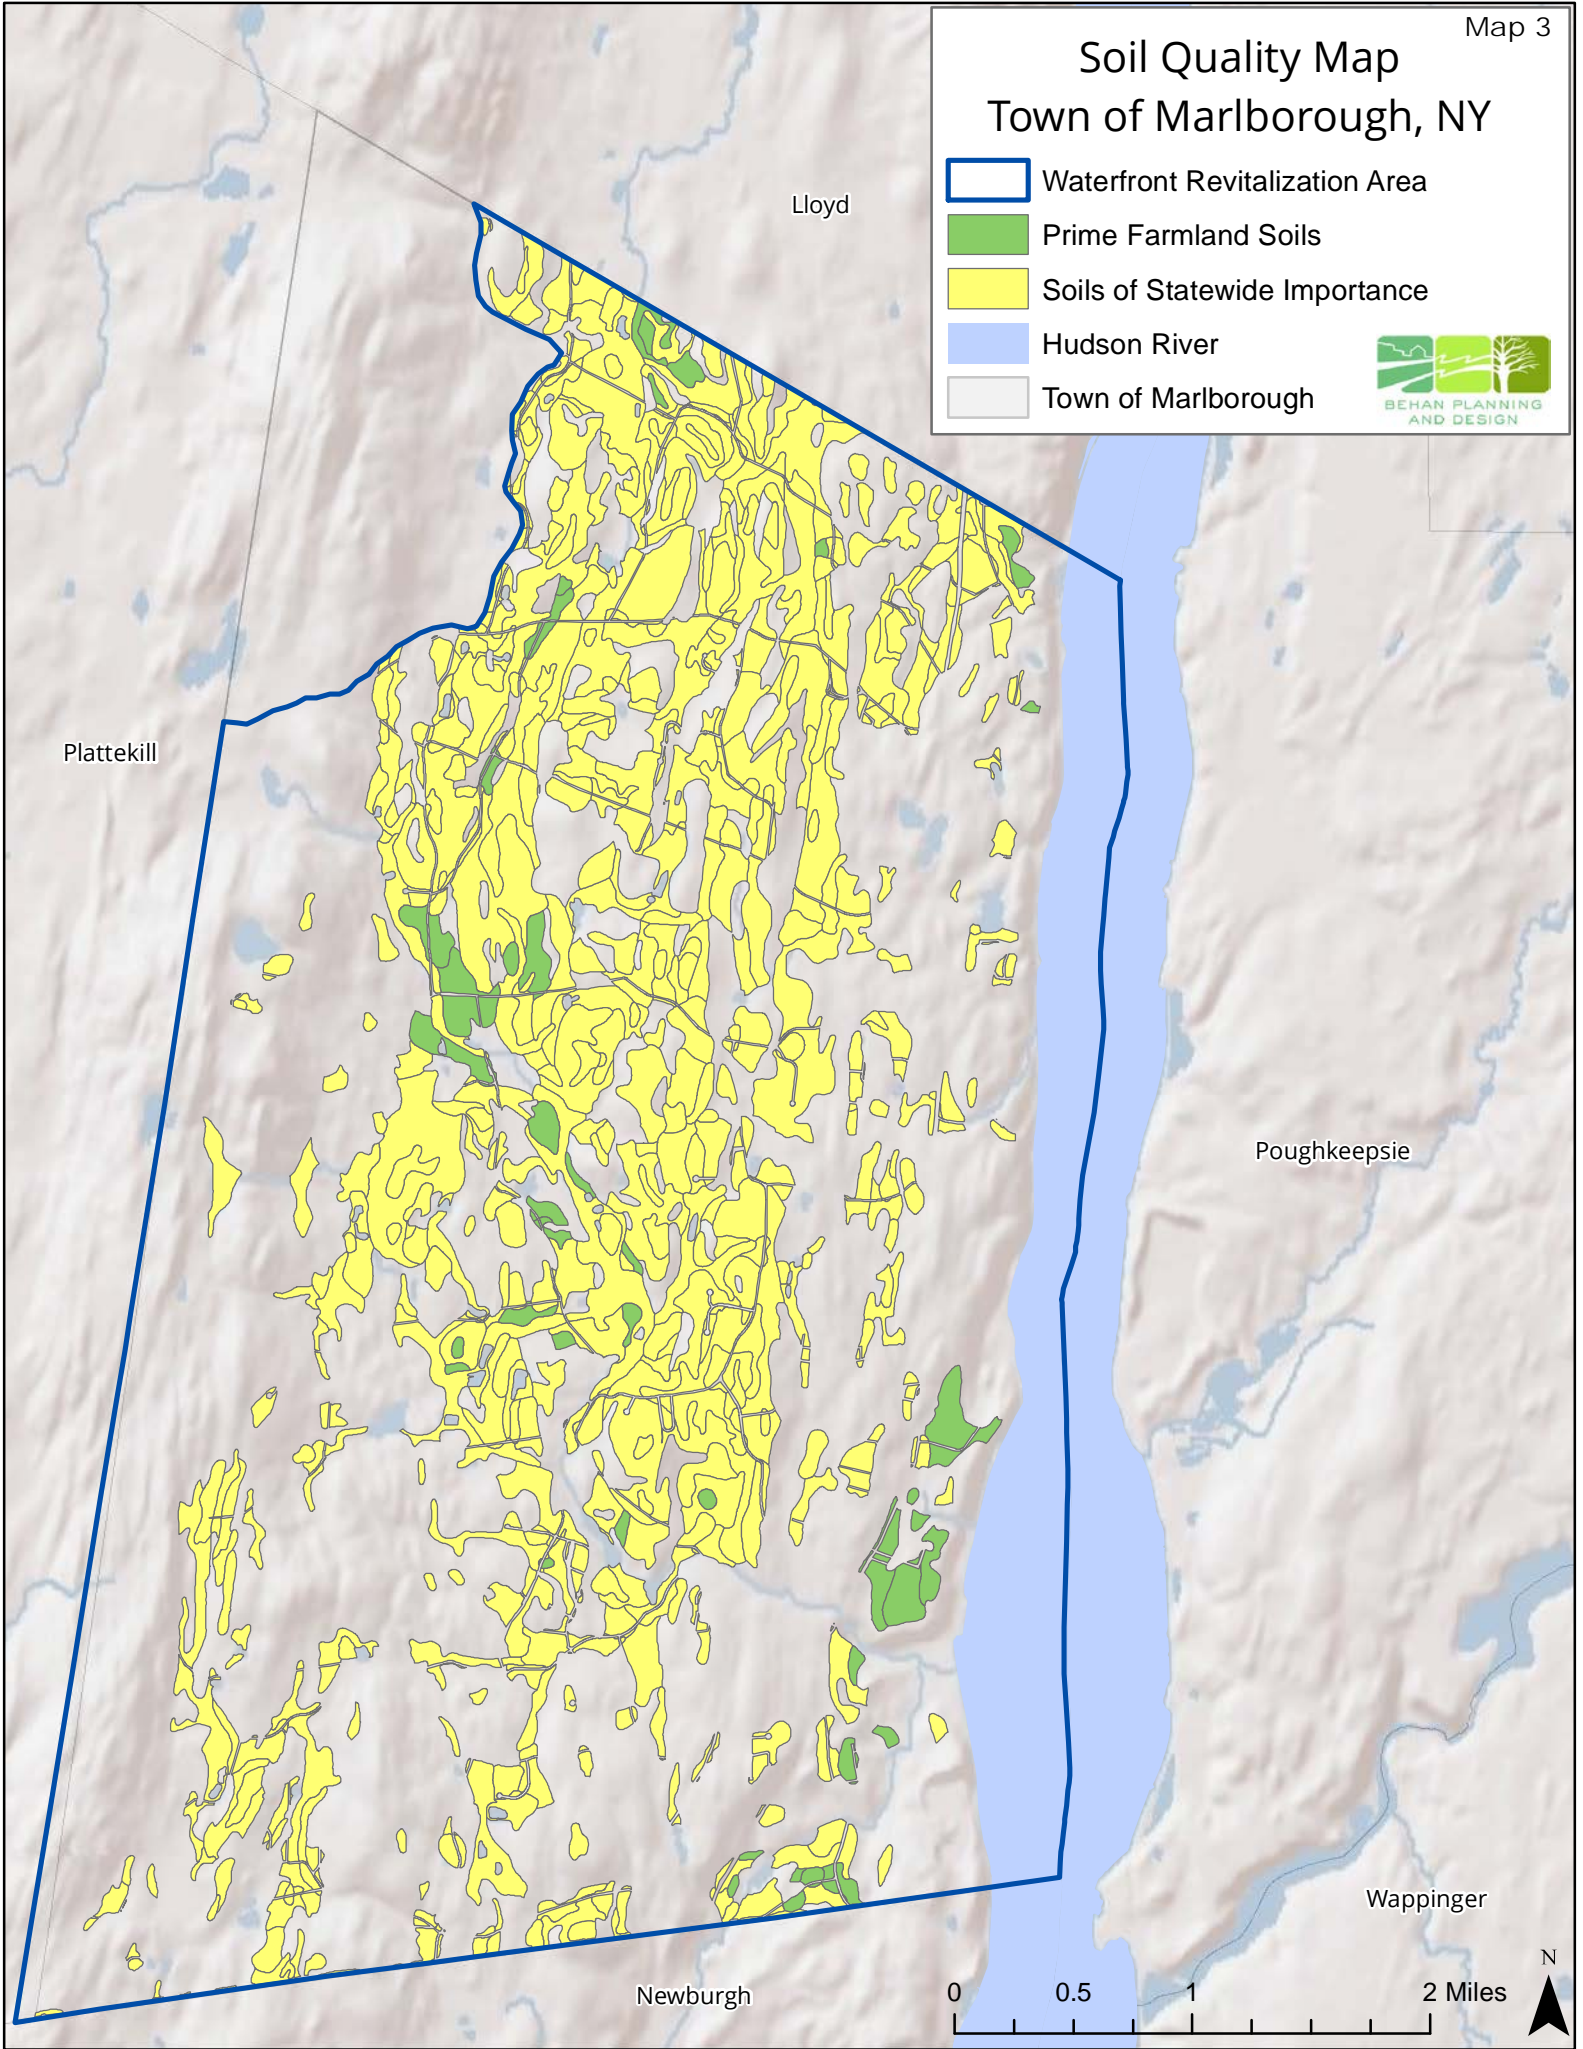 Map 3
Soil Quality Map
Town of Marlborough, NY
Waterfront Revitalization Area
Prime Farmland Soils
Soils of Statewide Importance
Hudson River
Town of Marlborough
BEHAN PLANNING
AND DESIGN
Lloyd
Plattekill
Poughkeepsie
Wappinger
Newburgh
0 0.5 1 2 Miles
N